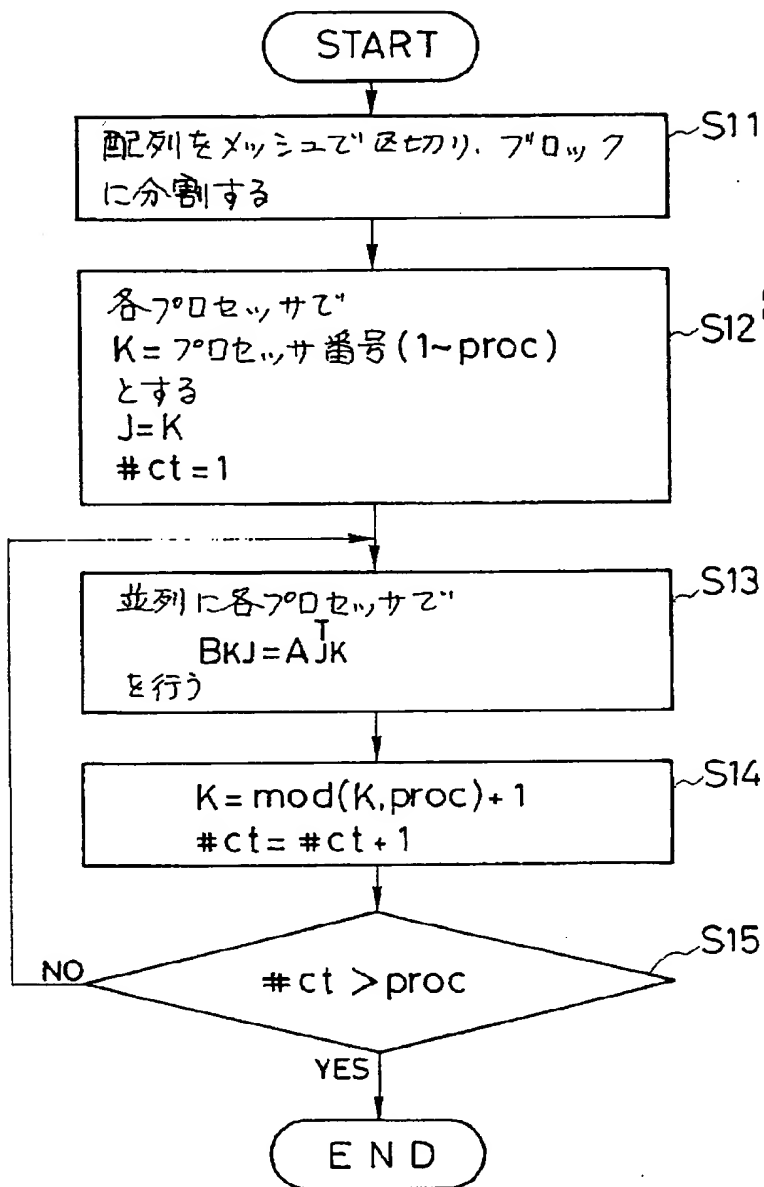 START
配列をメッシュで区切り、ブロック
に分割する
S11
各プロセッサで
K=プロセッサ番号(1~proc)
とする
J=K
#ct=1
S12
並列に各プロセッサで
BKJ=AᵀJK
を行う
S13
K=mod(K,proc)+1
#ct=#ct+1
S14
#ct>proc
S15
NO
YES
END